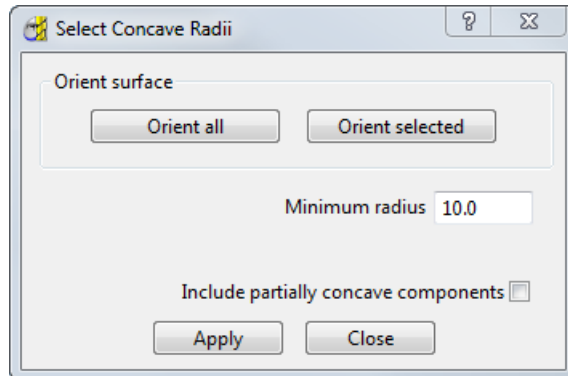 Select Concave Radii
Orient surface
Orient all Orient selected
Minimum radius 10.0
Include partially concave components
Apply Close